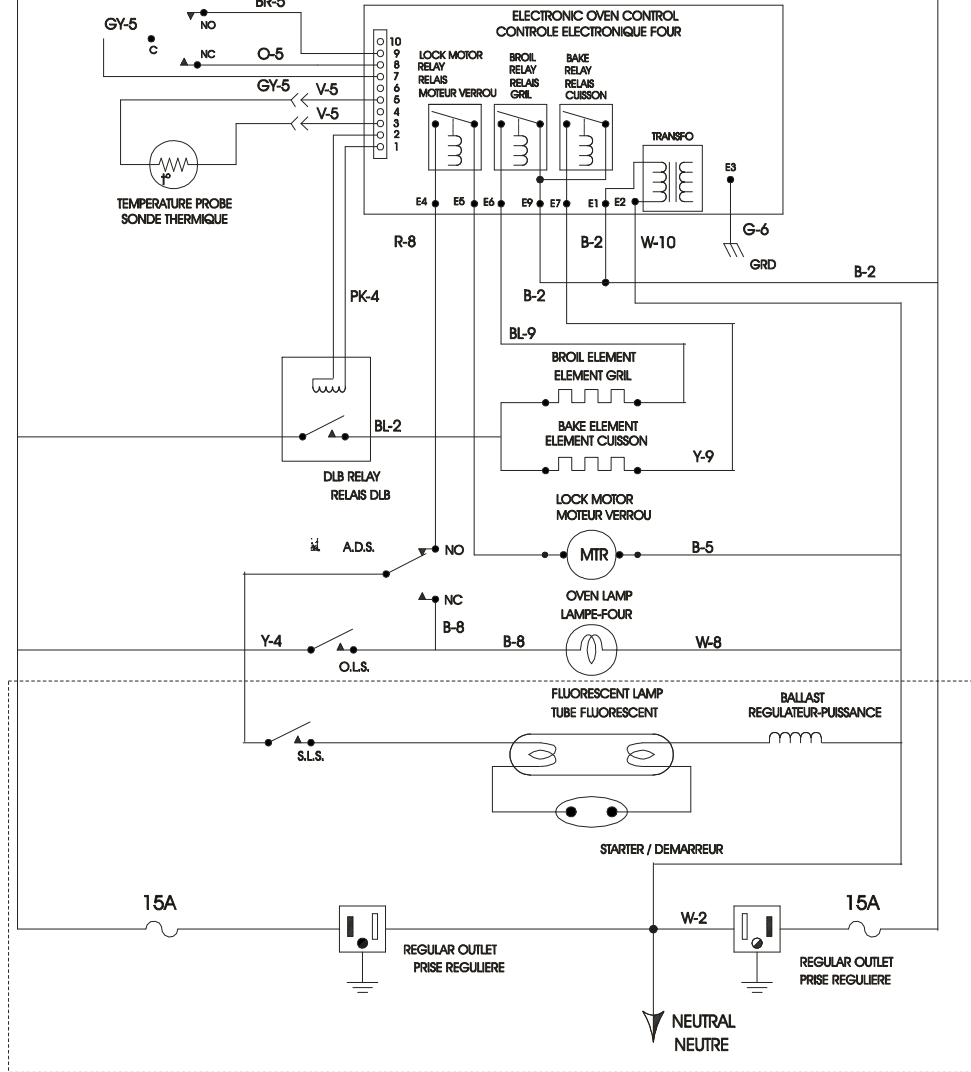 BR-5
GY-5
NO
C
NC
O-5
GY-5
V-5
V-5
TEMPERATURE PROBE
SONDE THERMIQUE
ELECTRONIC OVEN CONTROL
CONTROLE ELECTRONIQUE FOUR
10
9
8
7
6
5
4
3
2
1
LOCK MOTOR
RELAY
RELAIS
MOTEUR VERROU
BROIL
RELAY
RELAIS
GRIL
BAKE
RELAY
RELAIS
CUISSON
TRANSFO
E4
E5
E6
E9
E7
E1
E2
E3
R-8
B-2
W-10
G-6
GRD
B-2
PK-4
B-2
BL-9
BROIL ELEMENT
ELEMENT GRIL
BL-2
BAKE ELEMENT
ELEMENT CUISSON
Y-9
DLB RELAY
RELAIS DLB
LOCK MOTOR
MOTEUR VERROU
A.D.S.
NO
MTR
B-5
NC
OVEN LAMP
LAMPE-FOUR
B-8
Y-4
B-8
W-8
O.L.S.
FLUORESCENT LAMP
TUBE FLUORESCENT
BALLAST
REGULATEUR-PUISSANCE
S.L.S.
STARTER / DEMARREUR
15A
W-2
15A
REGULAR OUTLET
PRISE REGULIERE
REGULAR OUTLET
PRISE REGULIERE
NEUTRAL
NEUTRE